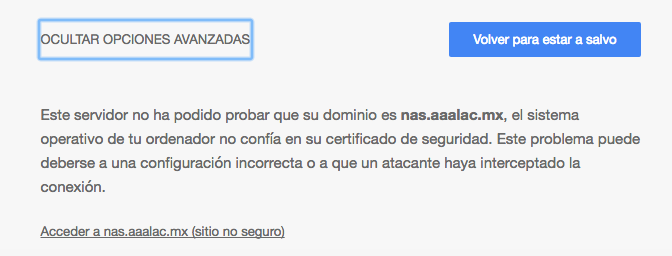 OCULTAR OPCIONES AVANZADAS
Volver para estar a salvo
Este servidor no ha podido probar que su dominio es nas.aaalac.mx, el sistema
operativo de tu ordenador no confía en su certificado de seguridad. Este problema puede
deberse a una configuración incorrecta o a que un atacante haya interceptado la
conexión.
Acceder a nas.aaalac.mx (sitio no seguro)